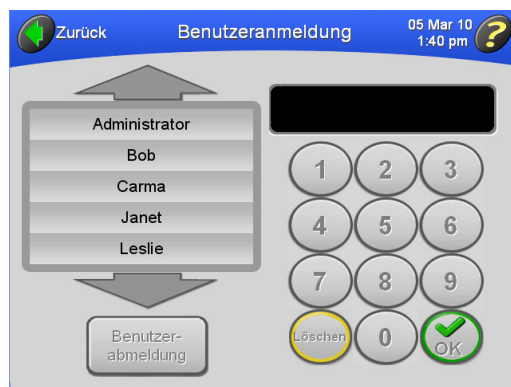 Zurück
Benutzeranmeldung
05 Mar 10
1:40 pm
?
Administrator
Bob
Carma
Janet
Leslie
Benutzer-
abmeldung
1 2 3
4 5 6
7 8 9
Löschen 0 OK